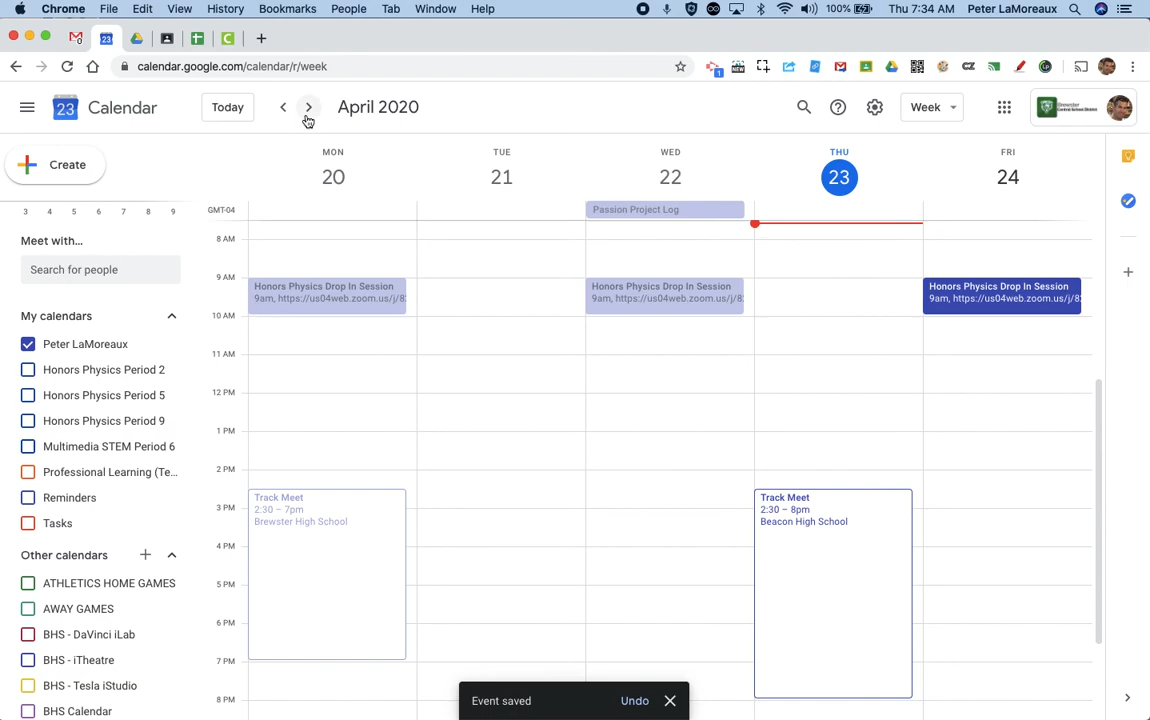 Chrome File Edit View History Bookmarks People Tab Window Help 100% Thu 7:34 AM Peter LaMoreaux
0 23
calendar.google.com/calendar/r/week
1 NEW CZ
23 Calendar Today April 2020 Week
Create
MON TUE WED THU FRI
20 21 22 23 24
3 4 5 6 7 8 9
GMT-04
Passion Project Log
Meet with...
Search for people
8 AM
9 AM
10 AM
11 AM
12 PM
1 PM
2 PM
3 PM
4 PM
5 PM
6 PM
7 PM
8 PM
Honors Physics Drop In Session
9am, https://us04web.zoom.us/j/8
Honors Physics Drop In Session
9am, https://us04web.zoom.us/j/8
Honors Physics Drop In Session
9am, https://us04web.zoom.us/j/8
My calendars
Peter LaMoreaux
Honors Physics Period 2
Honors Physics Period 5
Honors Physics Period 9
Multimedia STEM Period 6
Professional Learning (Te...
Reminders
Tasks
Track Meet
2:30 – 7pm
Brewster High School
Track Meet
2:30 – 8pm
Beacon High School
Other calendars
ATHLETICS HOME GAMES
AWAY GAMES
BHS - DaVinci iLab
BHS - iTheatre
BHS - Tesla iStudio
BHS Calendar
Event saved Undo